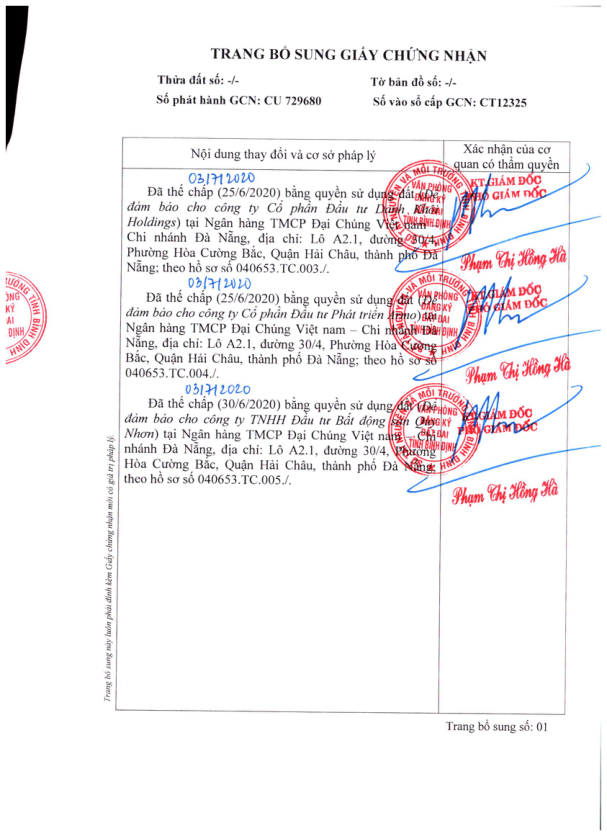 TRANG BỔ SUNG GIẤY CHỨNG NHẬN
Thửa đất số: -/-
Tờ bản đồ số: -/-
Số phát hành GCN: CU 729680
Số vào sổ cấp GCN: CT12325
Nội dung thay đổi và cơ sở pháp lý
Xác nhận của cơ
quan có thẩm quyền
03/7/2020
Đã thế chấp (25/6/2020) bằng quyền sử dụng đất (Để
đảm bảo cho công ty Cổ phần Đầu tư Danh Khôi
Holdings) tại Ngân hàng TMCP Đại Chúng Việt nam –
Chi nhánh Đà Nẵng, địa chỉ: Lô A2.1, đường 30/4,
Phường Hòa Cường Bắc, Quận Hải Châu, thành phố Đà
Nẵng; theo hồ sơ số 040653.TC.003./.
KT.GIÁM ĐỐC
PHÓ GIÁM ĐỐC
Phạm Thị Hồng Hà
03/7/2020
Đã thế chấp (25/6/2020) bằng quyền sử dụng đất (Để
đảm bảo cho công ty Cổ phần Đầu tư Phát triển
tại
Ngân hàng TMCP Đại Chúng Việt nam – Chi nhánh Đà
Nẵng, địa chỉ: Lô A2.1, đường 30/4, Phường Hòa Cường
Bắc, Quận Hải Châu, thành phố Đà Nẵng; theo hồ sơ số
040653.TC.004./.
KT.GIÁM ĐỐC
PHÓ GIÁM ĐỐC
Phạm Thị Hồng Hà
03/7/2020
Đã thế chấp (30/6/2020) bằng quyền sử dụng đất (Để
đảm bảo cho công ty TNHH Đầu tư Bất động sản Quy
Nhơn) tại Ngân hàng TMCP Đại Chúng Việt nam – Chi
nhánh Đà Nẵng, địa chỉ: Lô A2.1, đường 30/4, Phường
Hòa Cường Bắc, Quận Hải Châu, thành phố Đà Nẵng;
theo hồ sơ số 040653.TC.005./.
KT.GIÁM ĐỐC
PHÓ GIÁM ĐỐC
Phạm Thị Hồng Hà
VĂN PHÒNG
ĐĂNG KÝ
ĐẤT ĐAI
TỈNH BÌNH ĐỊNH
Trang bổ sung này luôn phải đính kèm Giấy chứng nhận mới có giá trị pháp lý.
Trang bổ sung số: 01